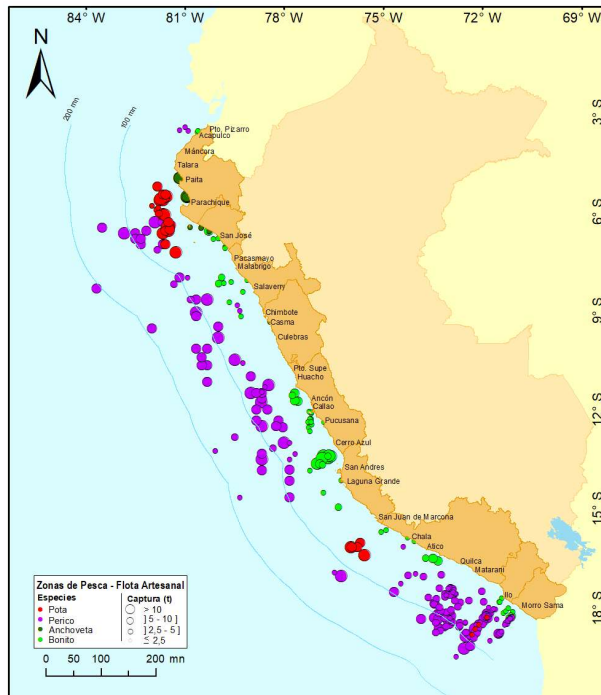 84° W 81° W 78° W 75° W 72° W 69° W
N
200 mn
100 mn
3° S
Pto. Pizarro
Acapulco
Máncora
Talara
Paita
6° S
Parachique
San José
Pacasmayo
Malabrigo
Salaverry
9° S
Chimbote
Casma
Culebras
Pto. Supe
Huacho
Ancón
Callao
12° S
Pucusana
Cerro Azul
San Andres
Laguna Grande
15° S
San Juan de Marcona
Chala
Atico
Quilca
Matarani
Ilo
Morro Sama
18° S
Zonas de Pesca - Flota Artesanal
Especies Captura (t)
Pota > 10
Perico ] 5 - 10 ]
Anchoveta ] 2,5 - 5 ]
Bonito ≤ 2,5
0 50 100 200 mn